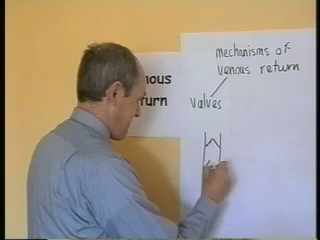 mechanisms of
venous return
nous
turn
valves